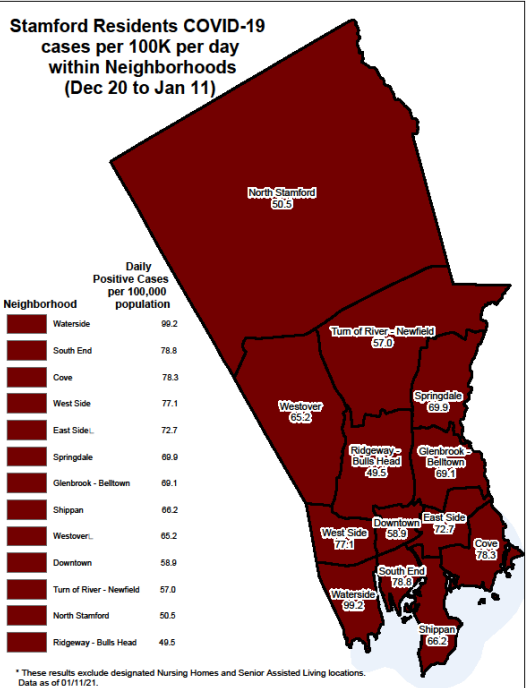 Stamford Residents COVID-19
cases per 100K per day
within Neighborhoods
(Dec 20 to Jan 11)
North Stamford
50.5
Turn of River - Newfield
57.0
Springdale
69.9
Westover
65.2
Ridgeway -
Bulls Head
49.5
Glenbrook -
Belltown
69.1
West Side
77.1
Downtown
58.9
East Side
72.7
Cove
78.3
South End
78.8
Waterside
99.2
Shippan
66.2
Daily
Positive Cases
per 100,000
Neighborhood population
Waterside 99.2
South End 78.8
Cove 78.3
West Side 77.1
East Side.. 72.7
Springdale 69.9
Glenbrook - Belltown 69.1
Shippan 66.2
Westover.. 65.2
Downtown 58.9
Turn of River - Newfield 57.0
North Stamford 50.5
Ridgeway - Bulls Head 49.5
* These results exclude designated Nursing Homes and Senior Assisted Living locations.
Data as of 01/11/21.